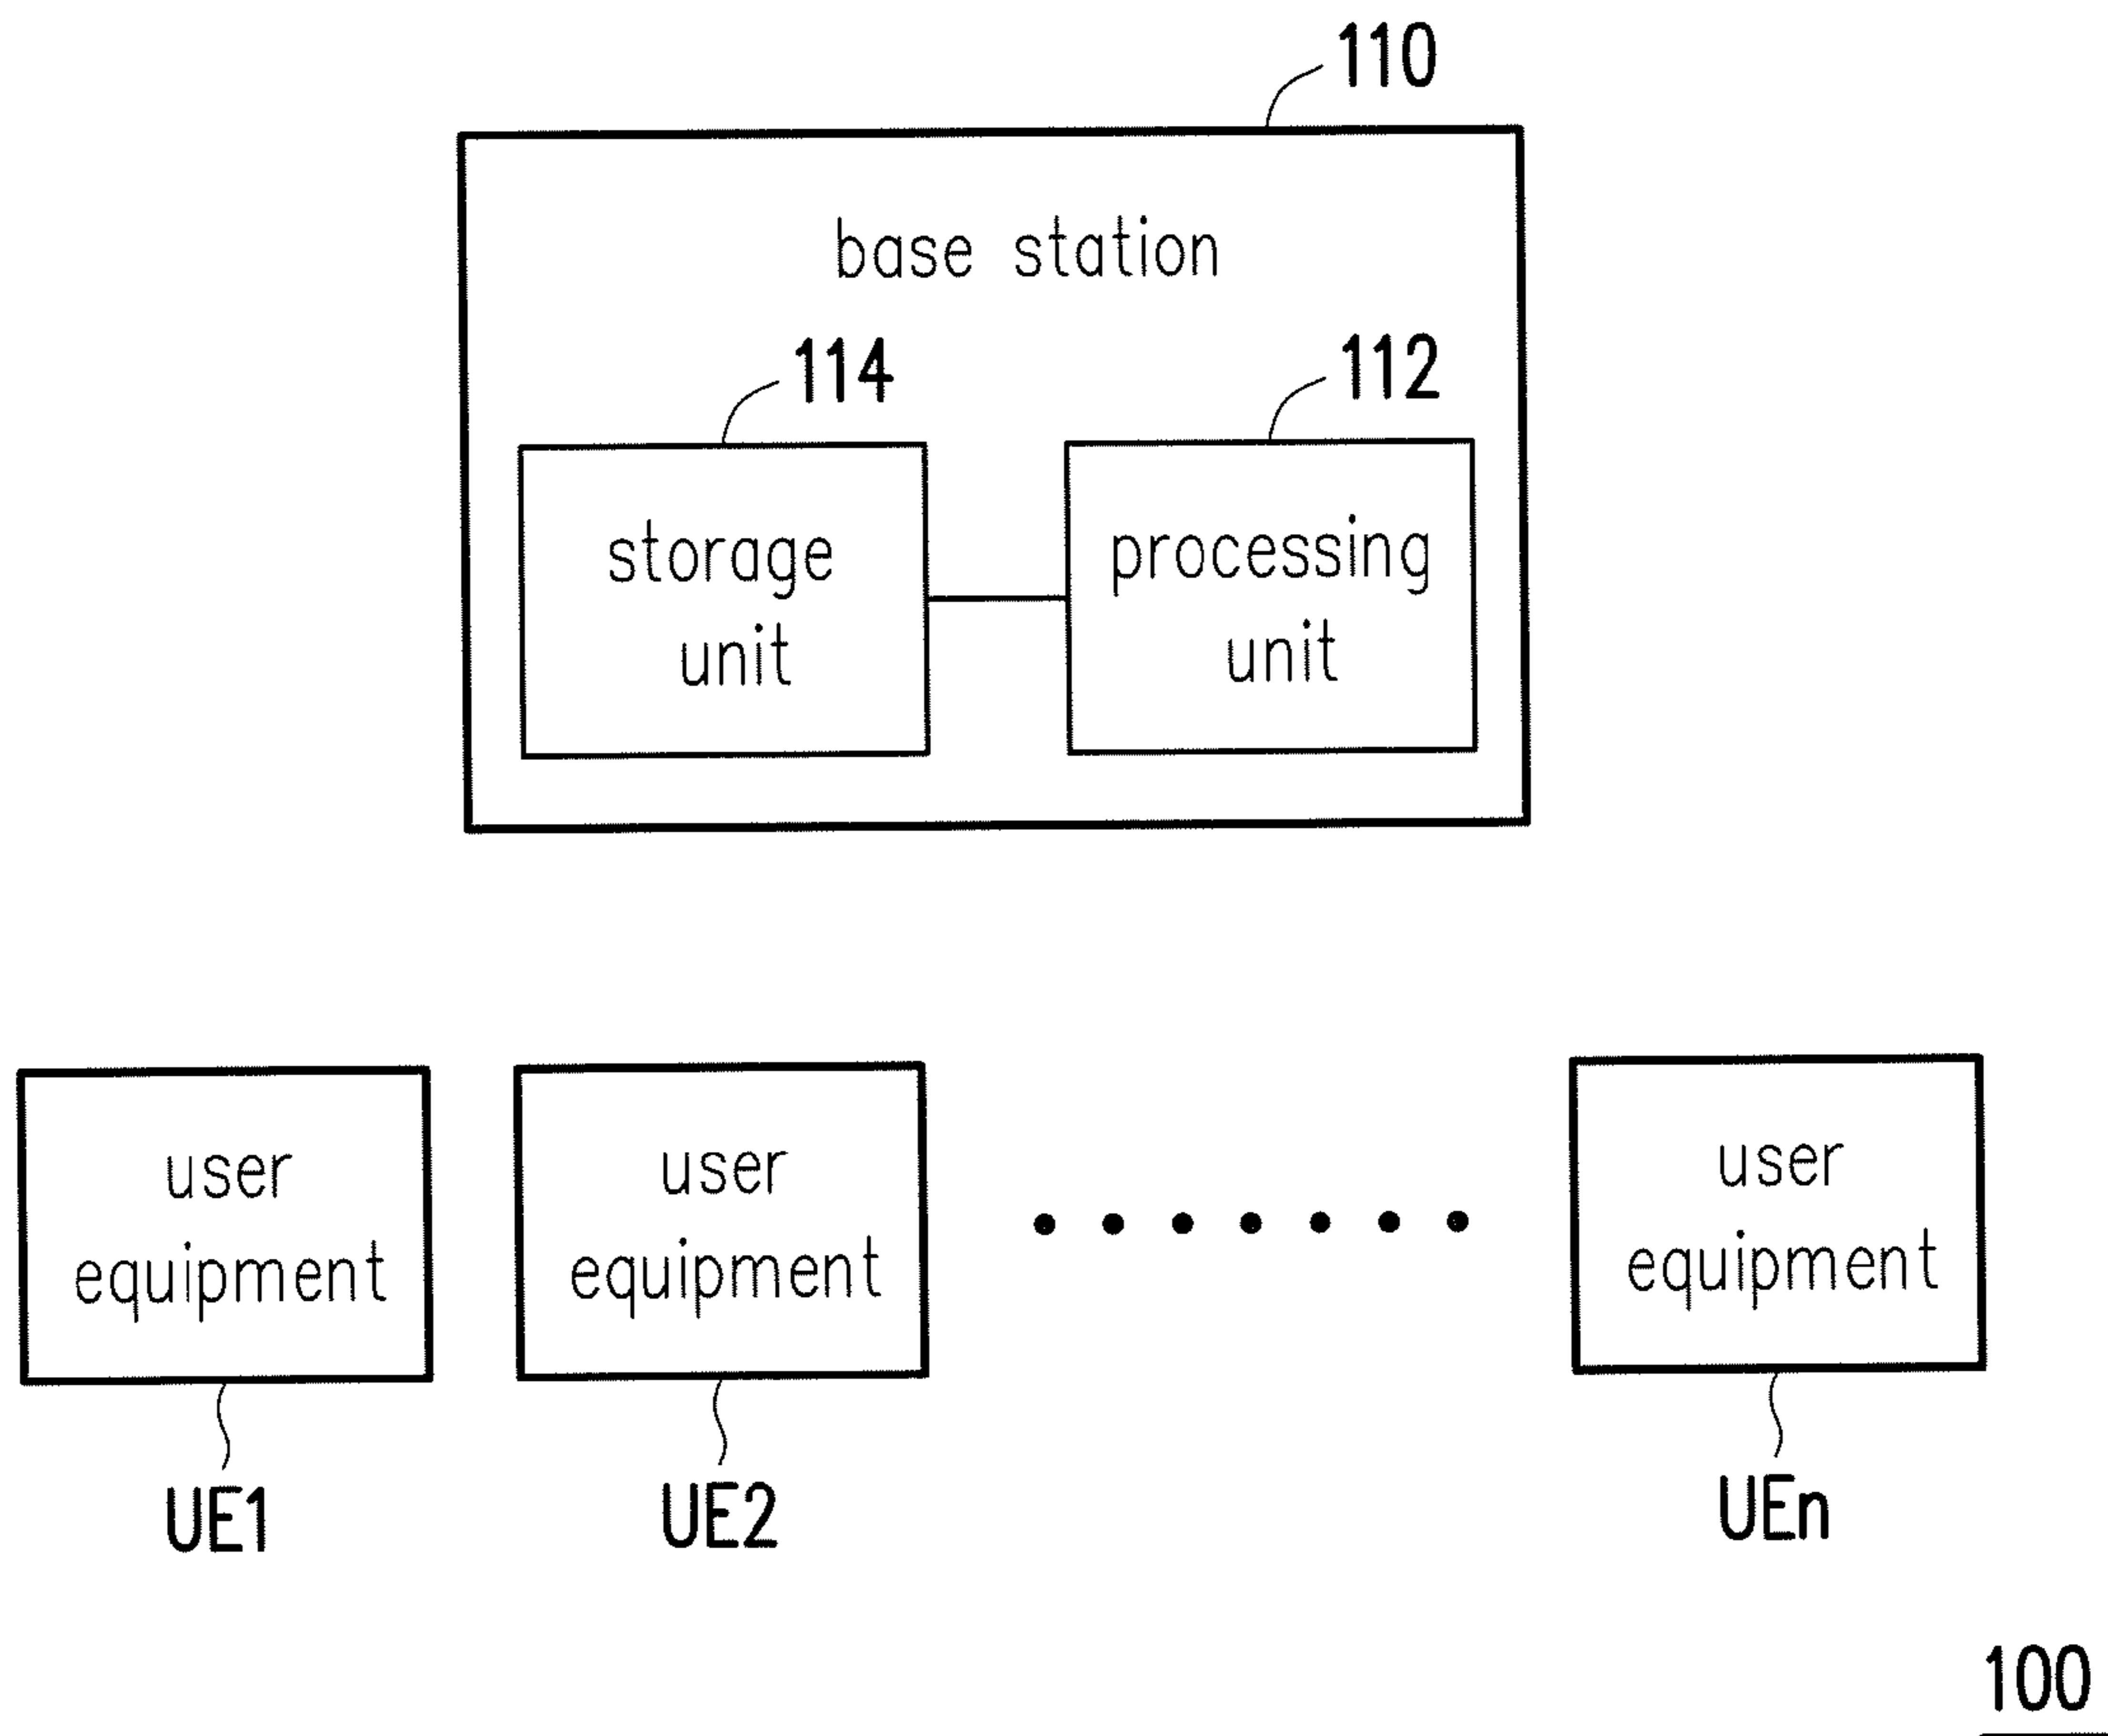 110
base station
114
112
storage
unit
processing
unit
user
equipment
user
equipment
user
equipment
UE1
UE2
UEn
100